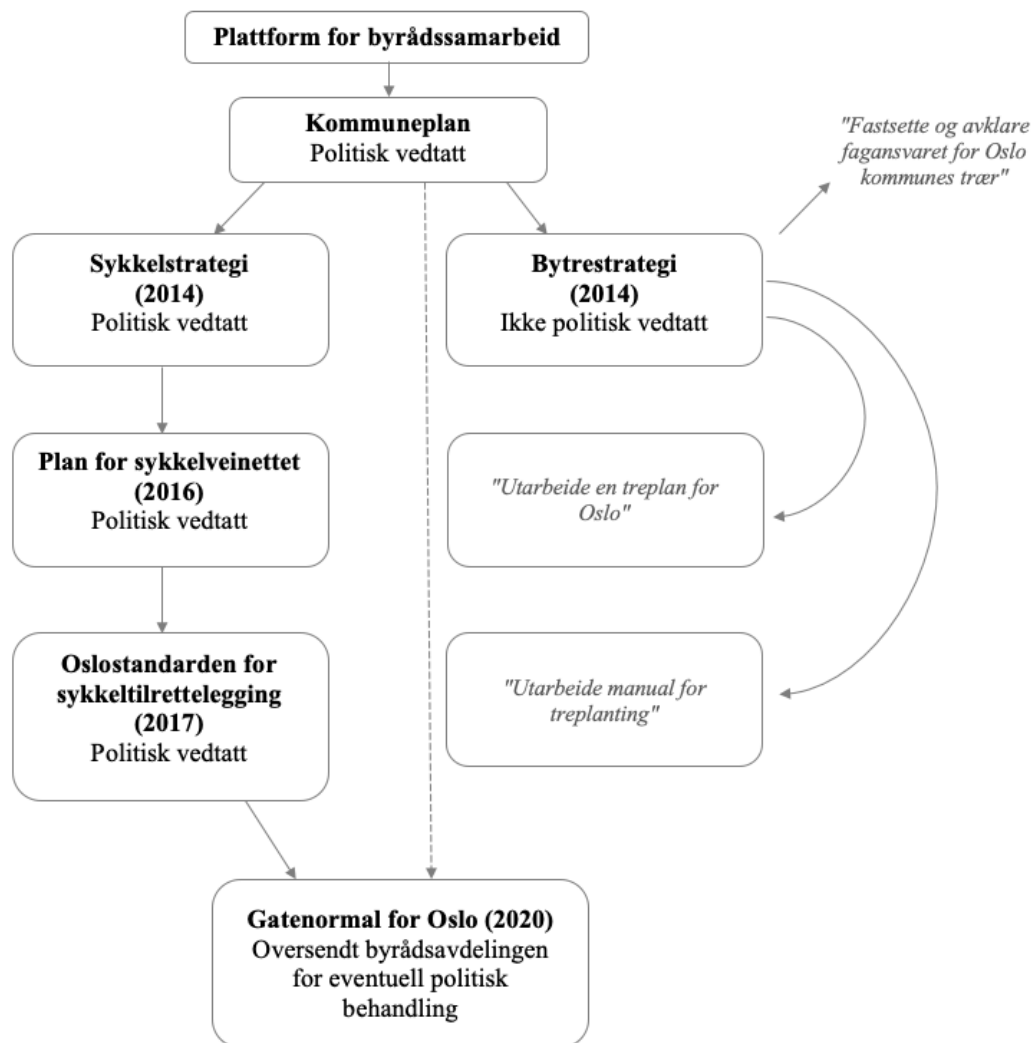 Plattform for byrådssamarbeid
Kommuneplan
Politisk vedtatt
"Fastsette og avklare
fagansvaret for Oslo
kommunes trær"
Sykkelstrategi
(2014)
Politisk vedtatt
Bytrestrategi
(2014)
Ikke politisk vedtatt
Plan for sykkelveinettet
(2016)
Politisk vedtatt
"Utarbeide en treplan for
Oslo"
Oslostandarden for
sykkeltilrettelegging
(2017)
Politisk vedtatt
"Utarbeide manual for
treplanting"
Gatenormal for Oslo (2020)
Oversendt byrådsavdelingen
for eventuell politisk
behandling